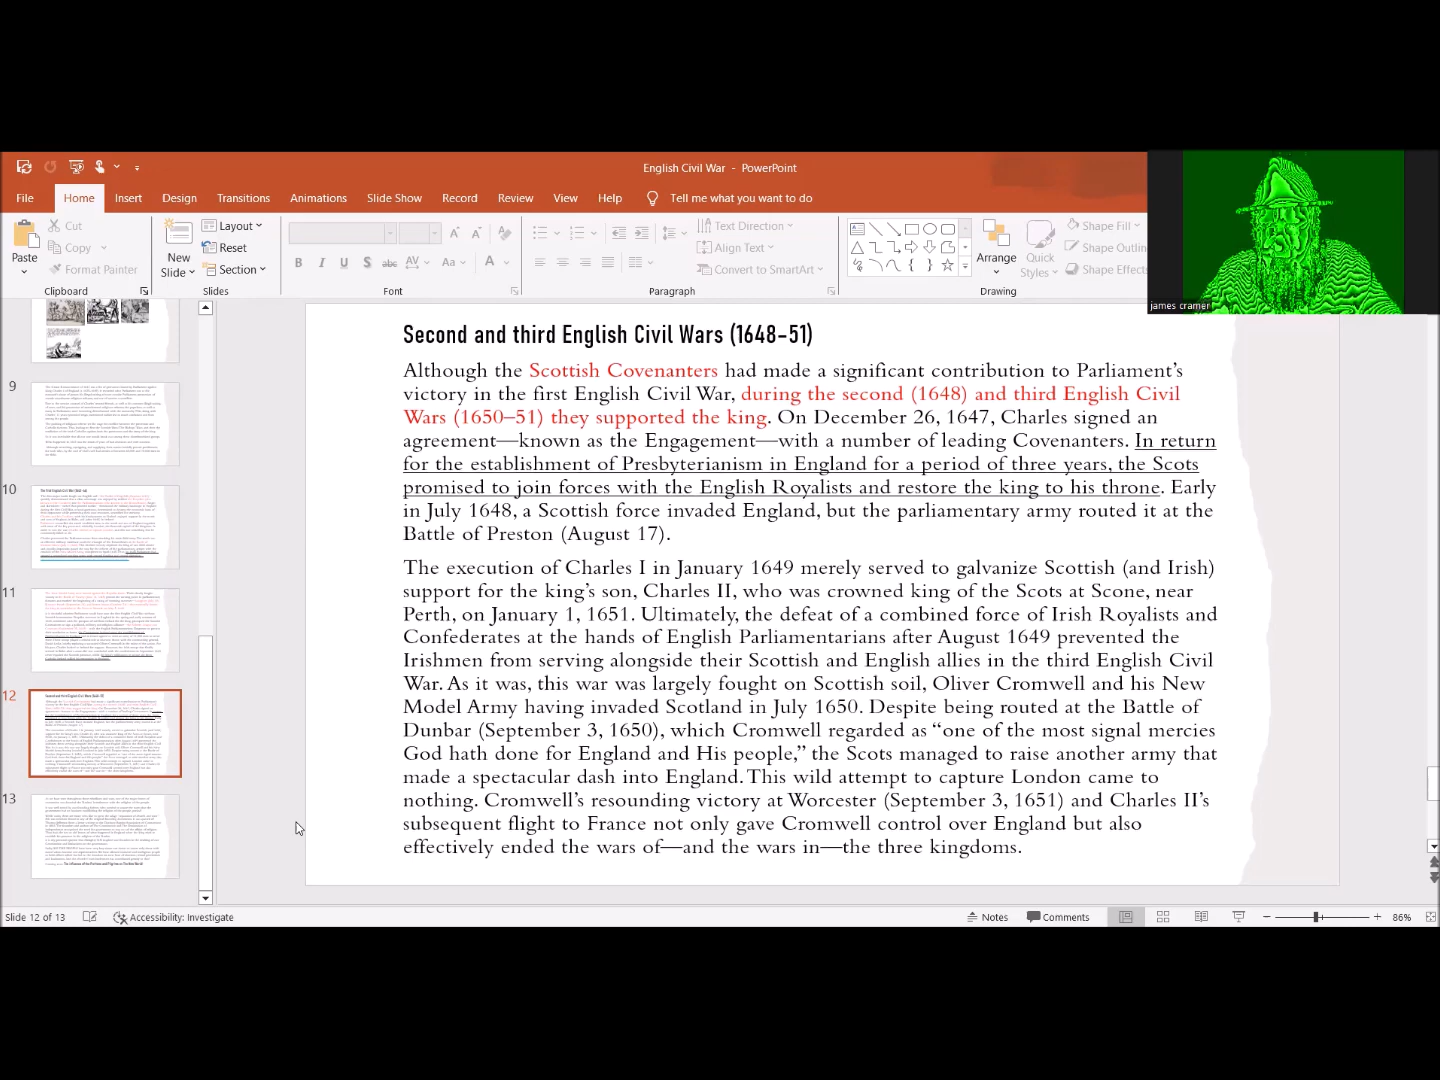 English Civil War - PowerPoint
File Home Insert Design Transitions Animations Slide Show Record Review View Help Tell me what you want to do
Paste
Cut
Copy
Format Painter
Clipboard
New
Slide
Layout
Reset
Section
Slides
B I U S abc AV Aa A
Font
Text Direction
Align Text
Convert to SmartArt
Paragraph
Arrange
Quick
Styles
Shape Fill
Shape Outlin
Shape Effects
Drawing
james cramer
9
10
11
12
13
Second and third English Civil Wars (1648–51)
Although the Scottish Covenanters had made a significant contribution to Parliament’s
victory in the first English Civil War, during the second (1648) and third English Civil
Wars (1650–51) they supported the king. On December 26, 1647, Charles signed an
agreement—known as the Engagement—with a number of leading Covenanters. In return
for the establishment of Presbyterianism in England for a period of three years, the Scots
promised to join forces with the English Royalists and restore the king to his throne. Early
in July 1648, a Scottish force invaded England, but the parliamentary army routed it at the
Battle of Preston (August 17).
The execution of Charles I in January 1649 merely served to galvanize Scottish (and Irish)
support for the king’s son, Charles II, who was crowned king of the Scots at Scone, near
Perth, on January 1, 1651. Ultimately, the defeat of a combined force of Irish Royalists and
Confederates at the hands of English Parliamentarians after August 1649 prevented the
Irishmen from serving alongside their Scottish and English allies in the third English Civil
War. As it was, this war was largely fought on Scottish soil, Oliver Cromwell and his New
Model Army having invaded Scotland in July 1650. Despite being routed at the Battle of
Dunbar (September 3, 1650), which Cromwell regarded as “one of the most signal mercies
God hath done for England and His people,” the Scots managed to raise another army that
made a spectacular dash into England. This wild attempt to capture London came to
nothing. Cromwell’s resounding victory at Worcester (September 3, 1651) and Charles II’s
subsequent flight to France not only gave Cromwell control over England but also
effectively ended the wars of—and the wars in—the three kingdoms.
Slide 12 of 13 Accessibility: Investigate Notes Comments 86%